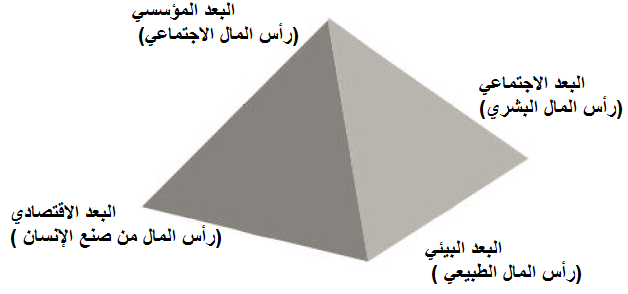 البعد المؤسسي
(رأس المال الاجتماعي)
البعد الاجتماعي
(رأس المال البشري)
البعد الاقتصادي
(رأس المال من صنع الإنسان )
البعد البيئي
(رأس المال الطبيعي )